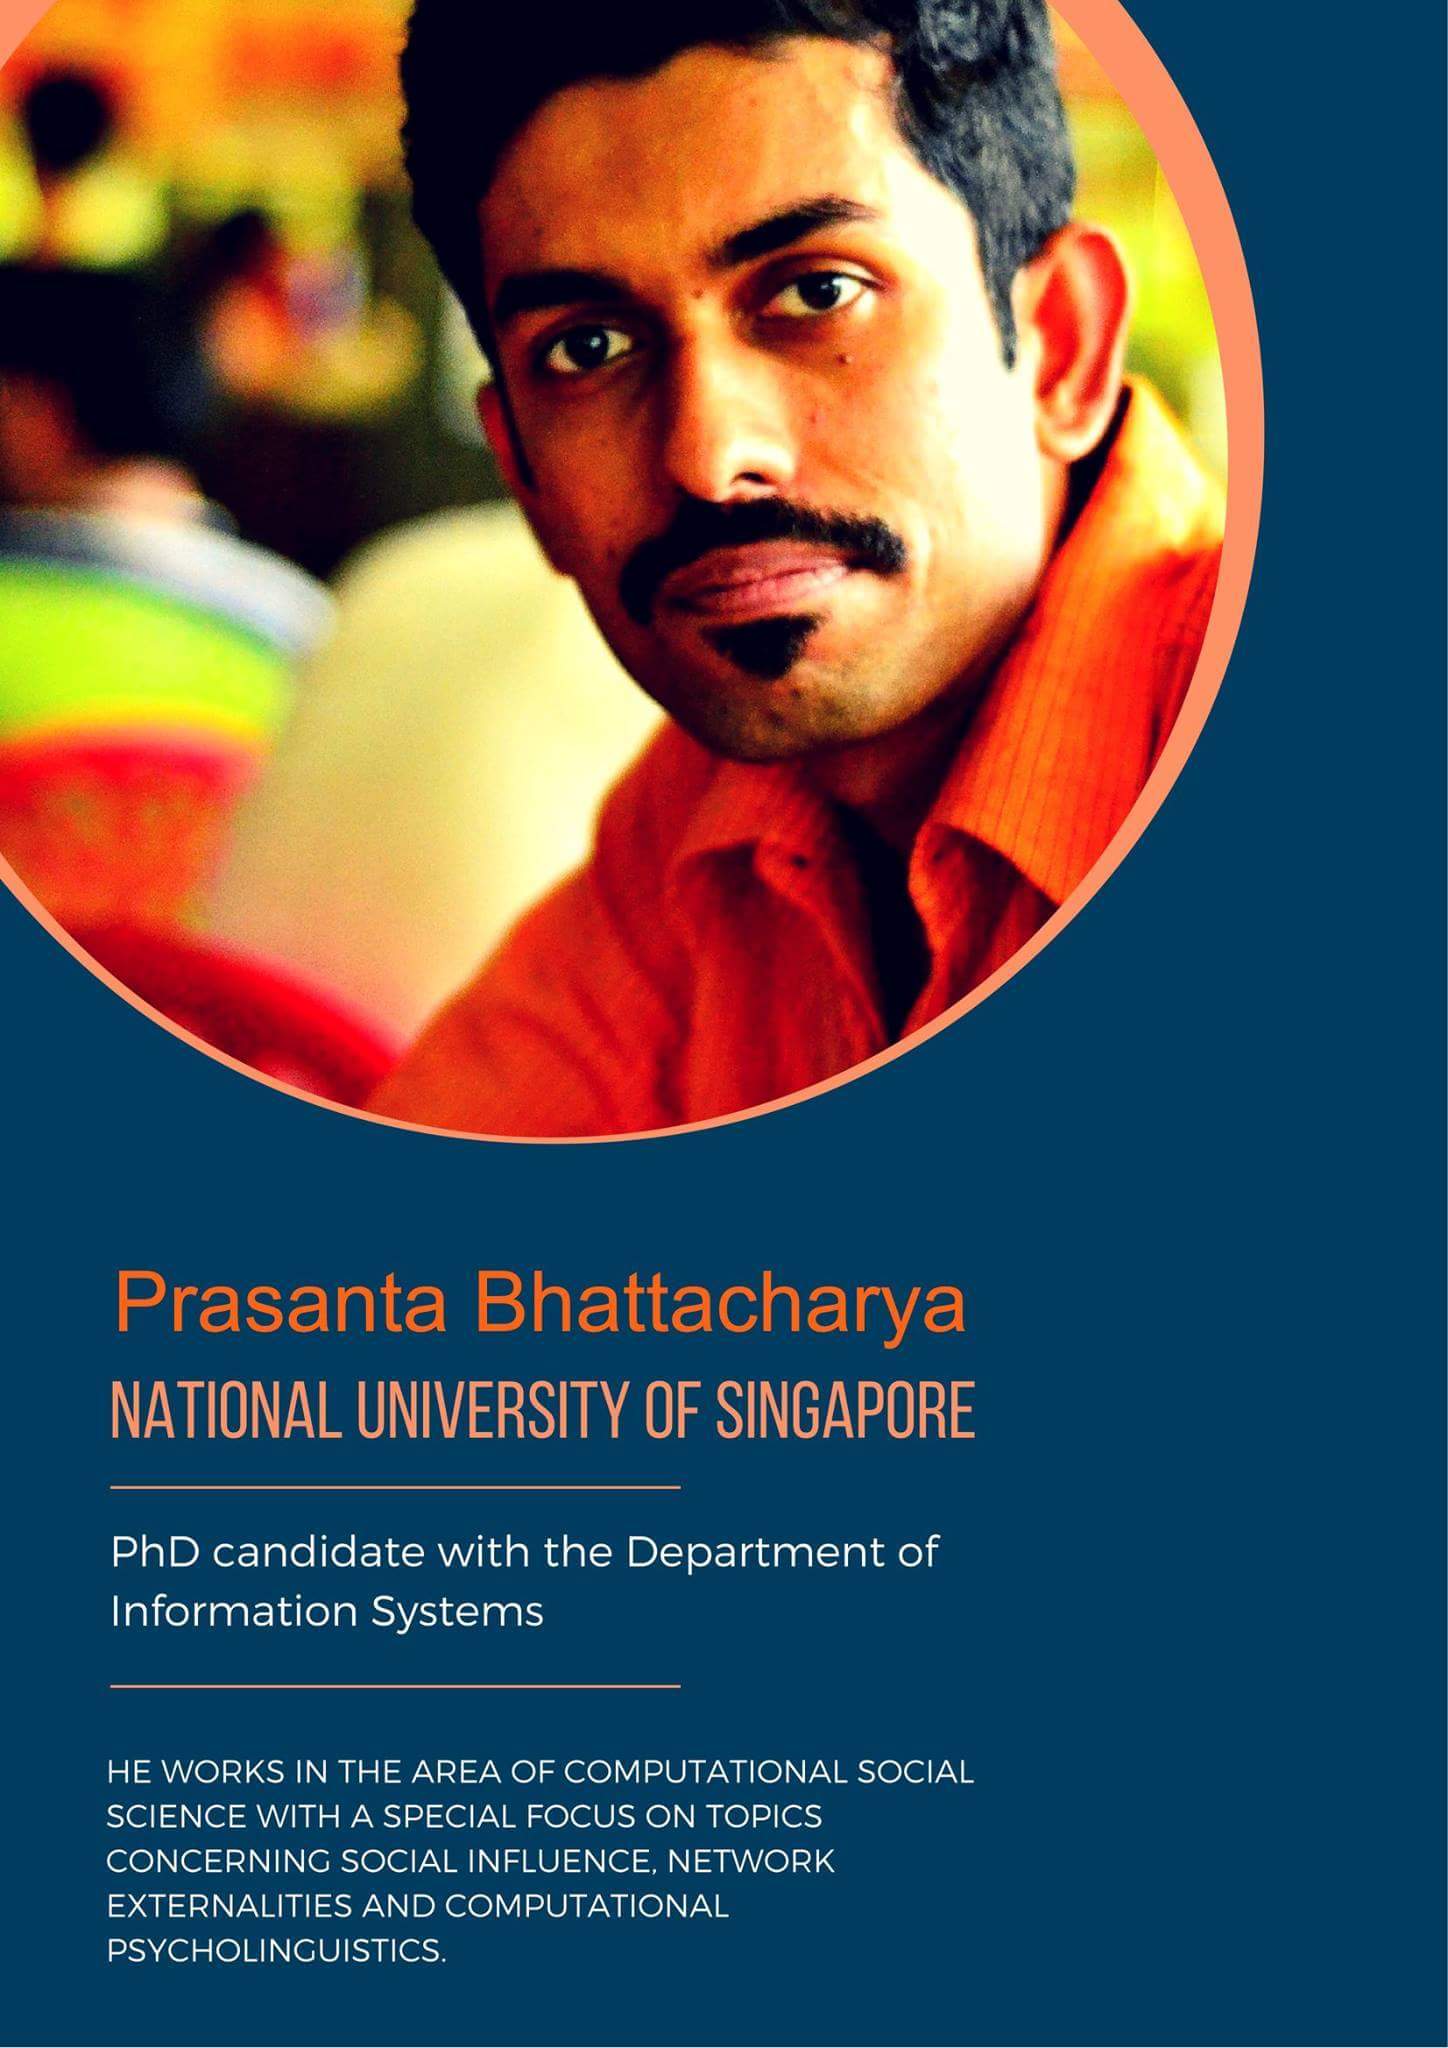 Prasanta Bhattacharya
NATIONAL UNIVERSITY OF SINGAPORE
PhD candidate with the Department of
Information Systems
HE WORKS IN THE AREA OF COMPUTATIONAL SOCIAL
SCIENCE WITH A SPECIAL FOCUS ON TOPICS
CONCERNING SOCIAL INFLUENCE, NETWORK
EXTERNALITIES AND COMPUTATIONAL
PSYCHOLINGUISTICS.